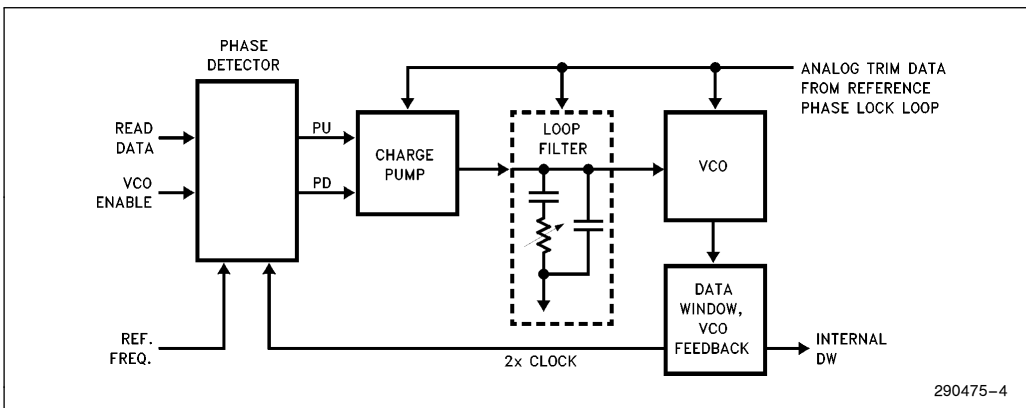 PHASE
DETECTOR
ANALOG TRIM DATA
FROM REFERENCE
PHASE LOCK LOOP
READ
DATA
VCO
ENABLE
PU
PD
CHARGE
PUMP
LOOP
FILTER
VCO
REF.
FREQ.
2x CLOCK
DATA
WINDOW,
VCO
FEEDBACK
INTERNAL
DW
290475-4